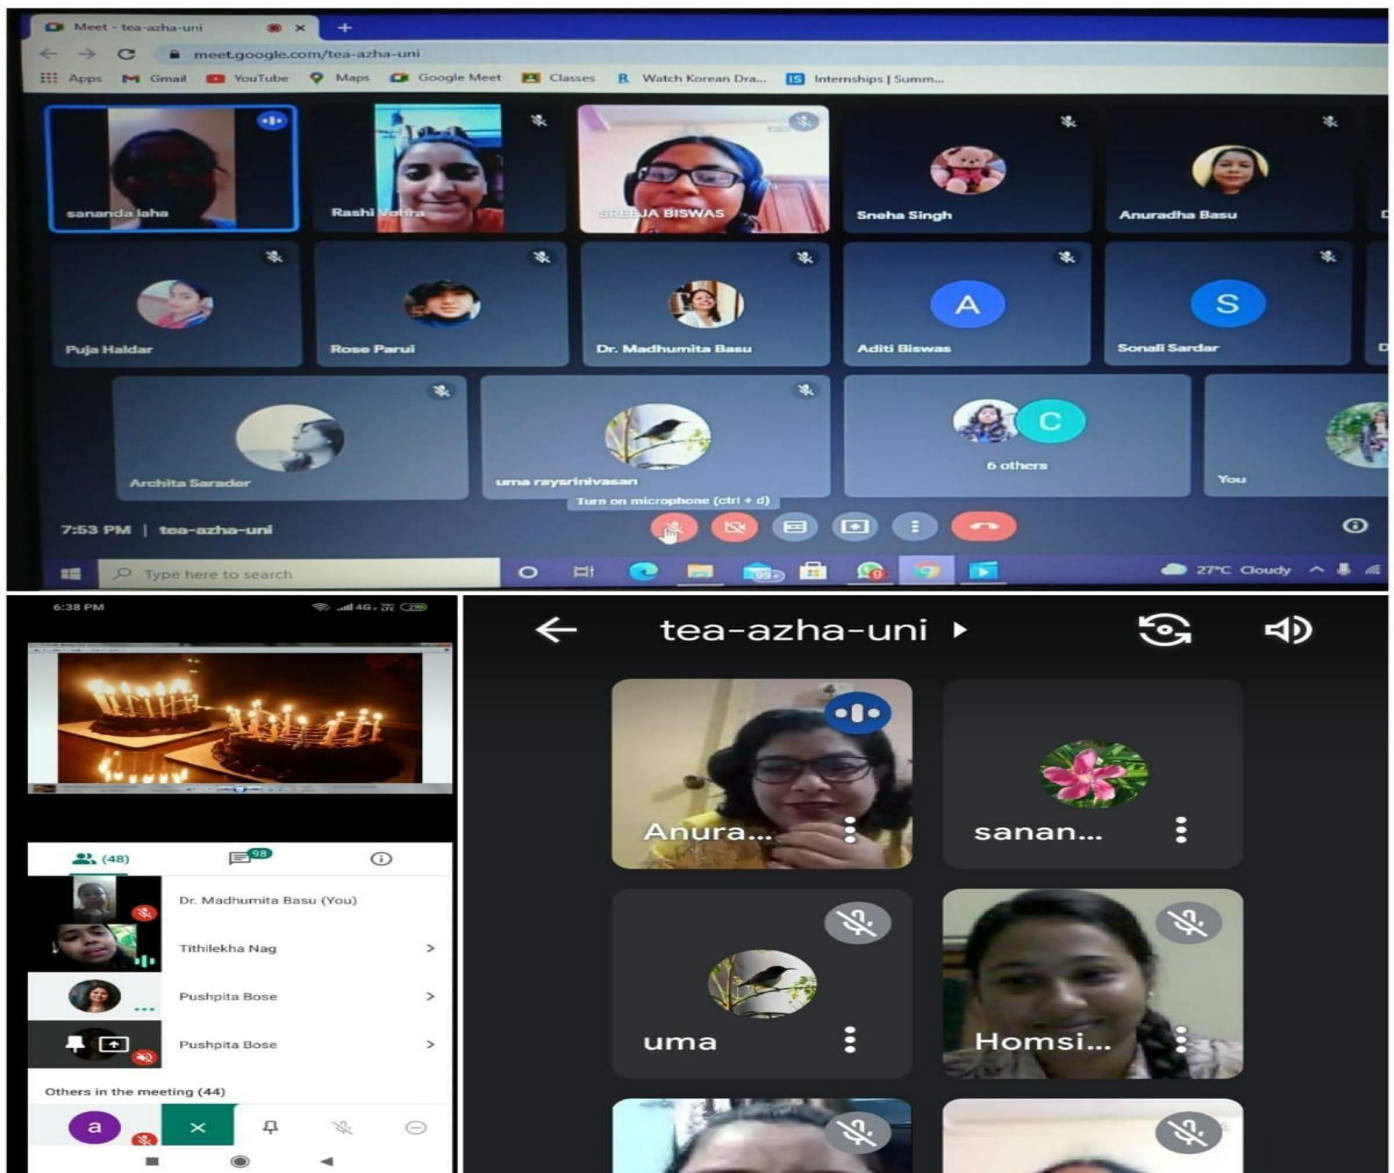 Meet - tea-azha-uni
meet.google.com/tea-azha-uni
Apps Gmail YouTube Maps Google Meet Classes Watch Korean Dra... Internships | Summ...
sananda laha Rashi Vohra SREEJA BISWAS Sneha Singh Anuradha Basu
Puja Haldar Rose Parui Dr. Madhumita Basu A Aditi Biswas S Sonali Sardar
Archita Sarader uma raysrinivasan C 6 others You
Turn on microphone (ctrl + d)
7:53 PM | tea-azha-uni
Type here to search 99+ 9 27°C Cloudy
6:38 PM 4G+
(48) 98
Dr. Madhumita Basu (You)
Tithilekha Nag
Pushpita Bose
Pushpita Bose
Others in the meeting (44)
a
tea-azha-uni
Anura... sanan...
uma Homsi...